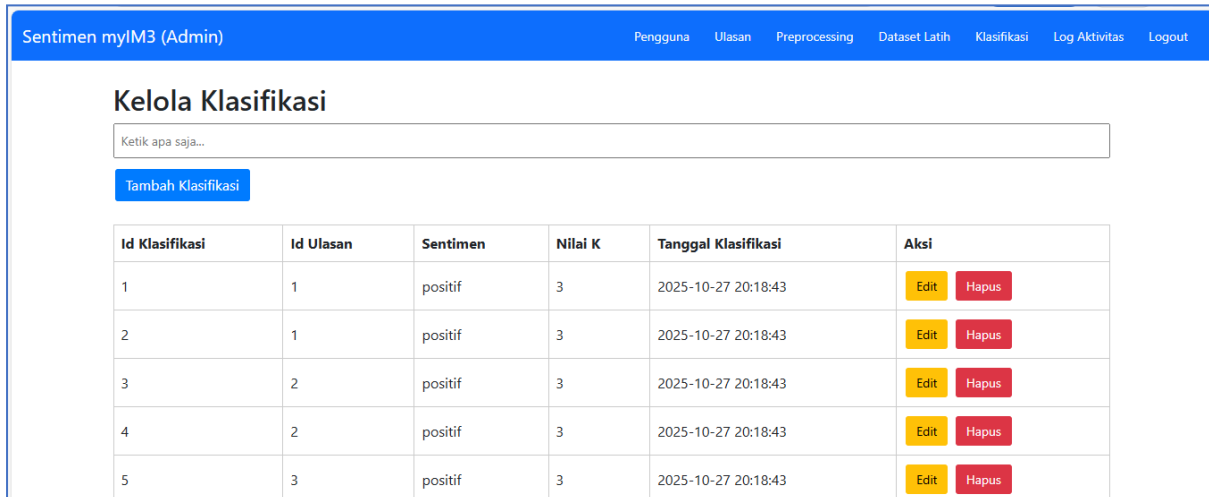 Sentimen myIM3 (Admin) Pengguna Ulasan Preprocessing Dataset Latih Klasifikasi Log Aktivitas Logout
Kelola Klasifikasi
Ketik apa saja...
Tambah Klasifikasi
Id Klasifikasi Id Ulasan Sentimen Nilai K Tanggal Klasifikasi Aksi
1 1 positif 3 2025-10-27 20:18:43 Edit Hapus
2 1 positif 3 2025-10-27 20:18:43 Edit Hapus
3 2 positif 3 2025-10-27 20:18:43 Edit Hapus
4 2 positif 3 2025-10-27 20:18:43 Edit Hapus
5 3 positif 3 2025-10-27 20:18:43 Edit Hapus